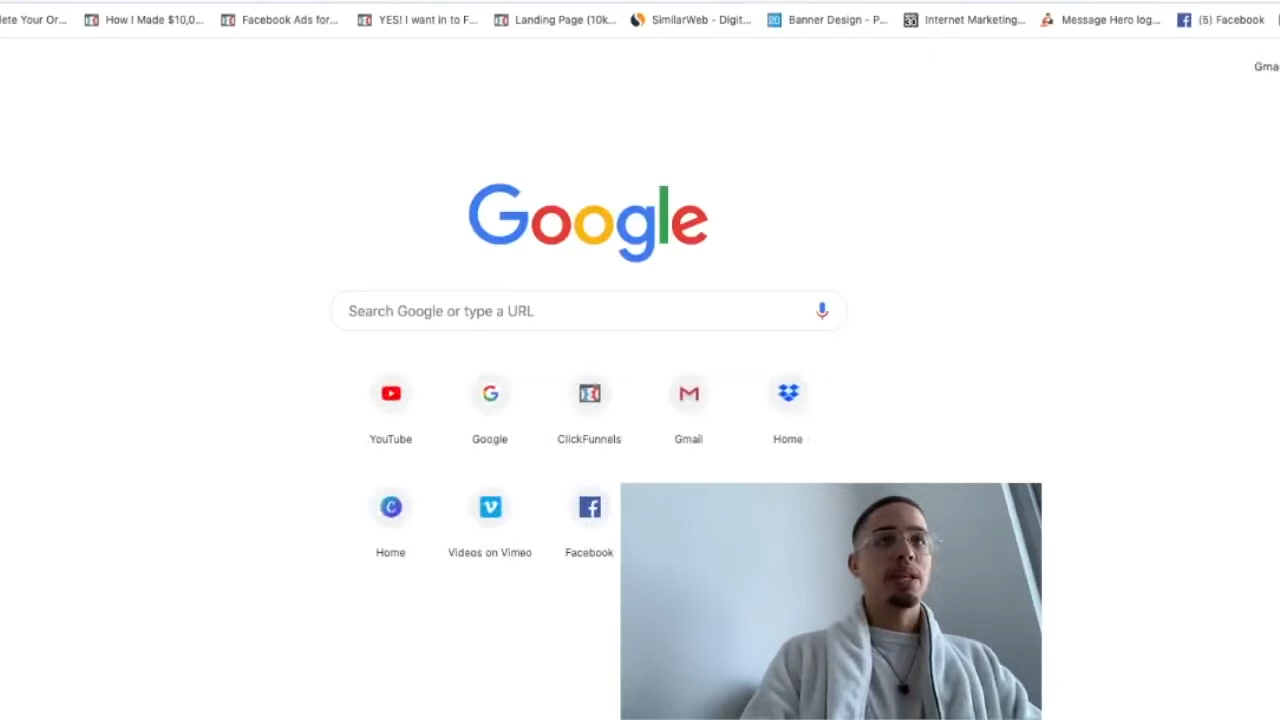 lete Your Or... How I Made $10,0... Facebook Ads for... YES! I want in to F... Landing Page (10k... SimilarWeb - Digit... Banner Design - P... Internet Marketing... Message Hero log... (5) Facebook
Gma
Google
Search Google or type a URL
YouTube Google ClickFunnels Gmail Home
Home Videos on Vimeo Facebook